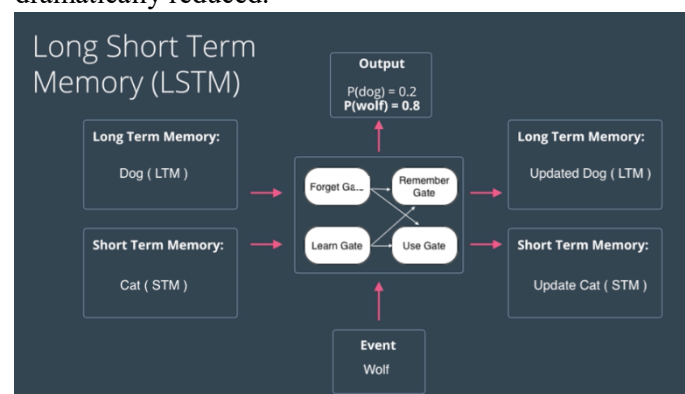 dramatically reduced.
Long Short Term
Memory (LSTM)
Output
P(dog) = 0.2
P(wolf) = 0.8
Long Term Memory:
Dog ( LTM )
Long Term Memory:
Updated Dog ( LTM )
Forget Ga...
Remember
Gate
Learn Gate
Use Gate
Short Term Memory:
Cat ( STM )
Short Term Memory:
Update Cat ( STM )
Event
Wolf